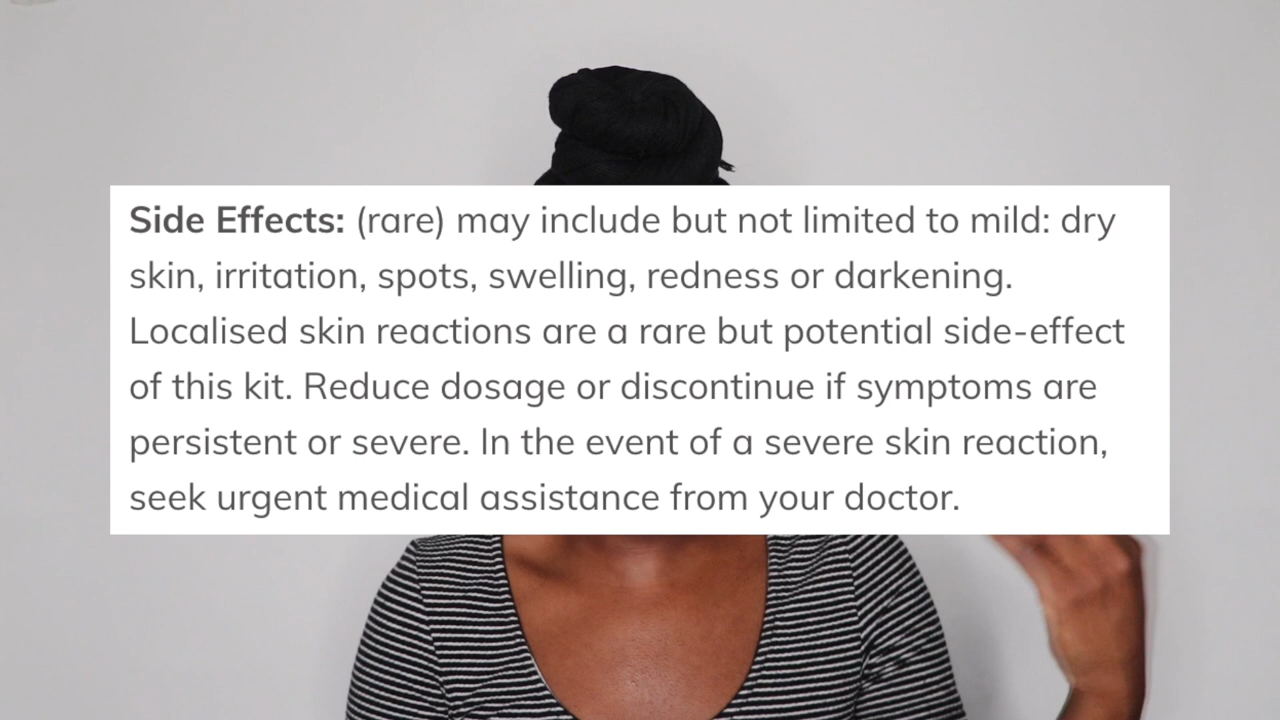 Side Effects: (rare) may include but not limited to mild: dry
skin, irritation, spots, swelling, redness or darkening.
Localised skin reactions are a rare but potential side-effect
of this kit. Reduce dosage or discontinue if symptoms are
persistent or severe. In the event of a severe skin reaction,
seek urgent medical assistance from your doctor.